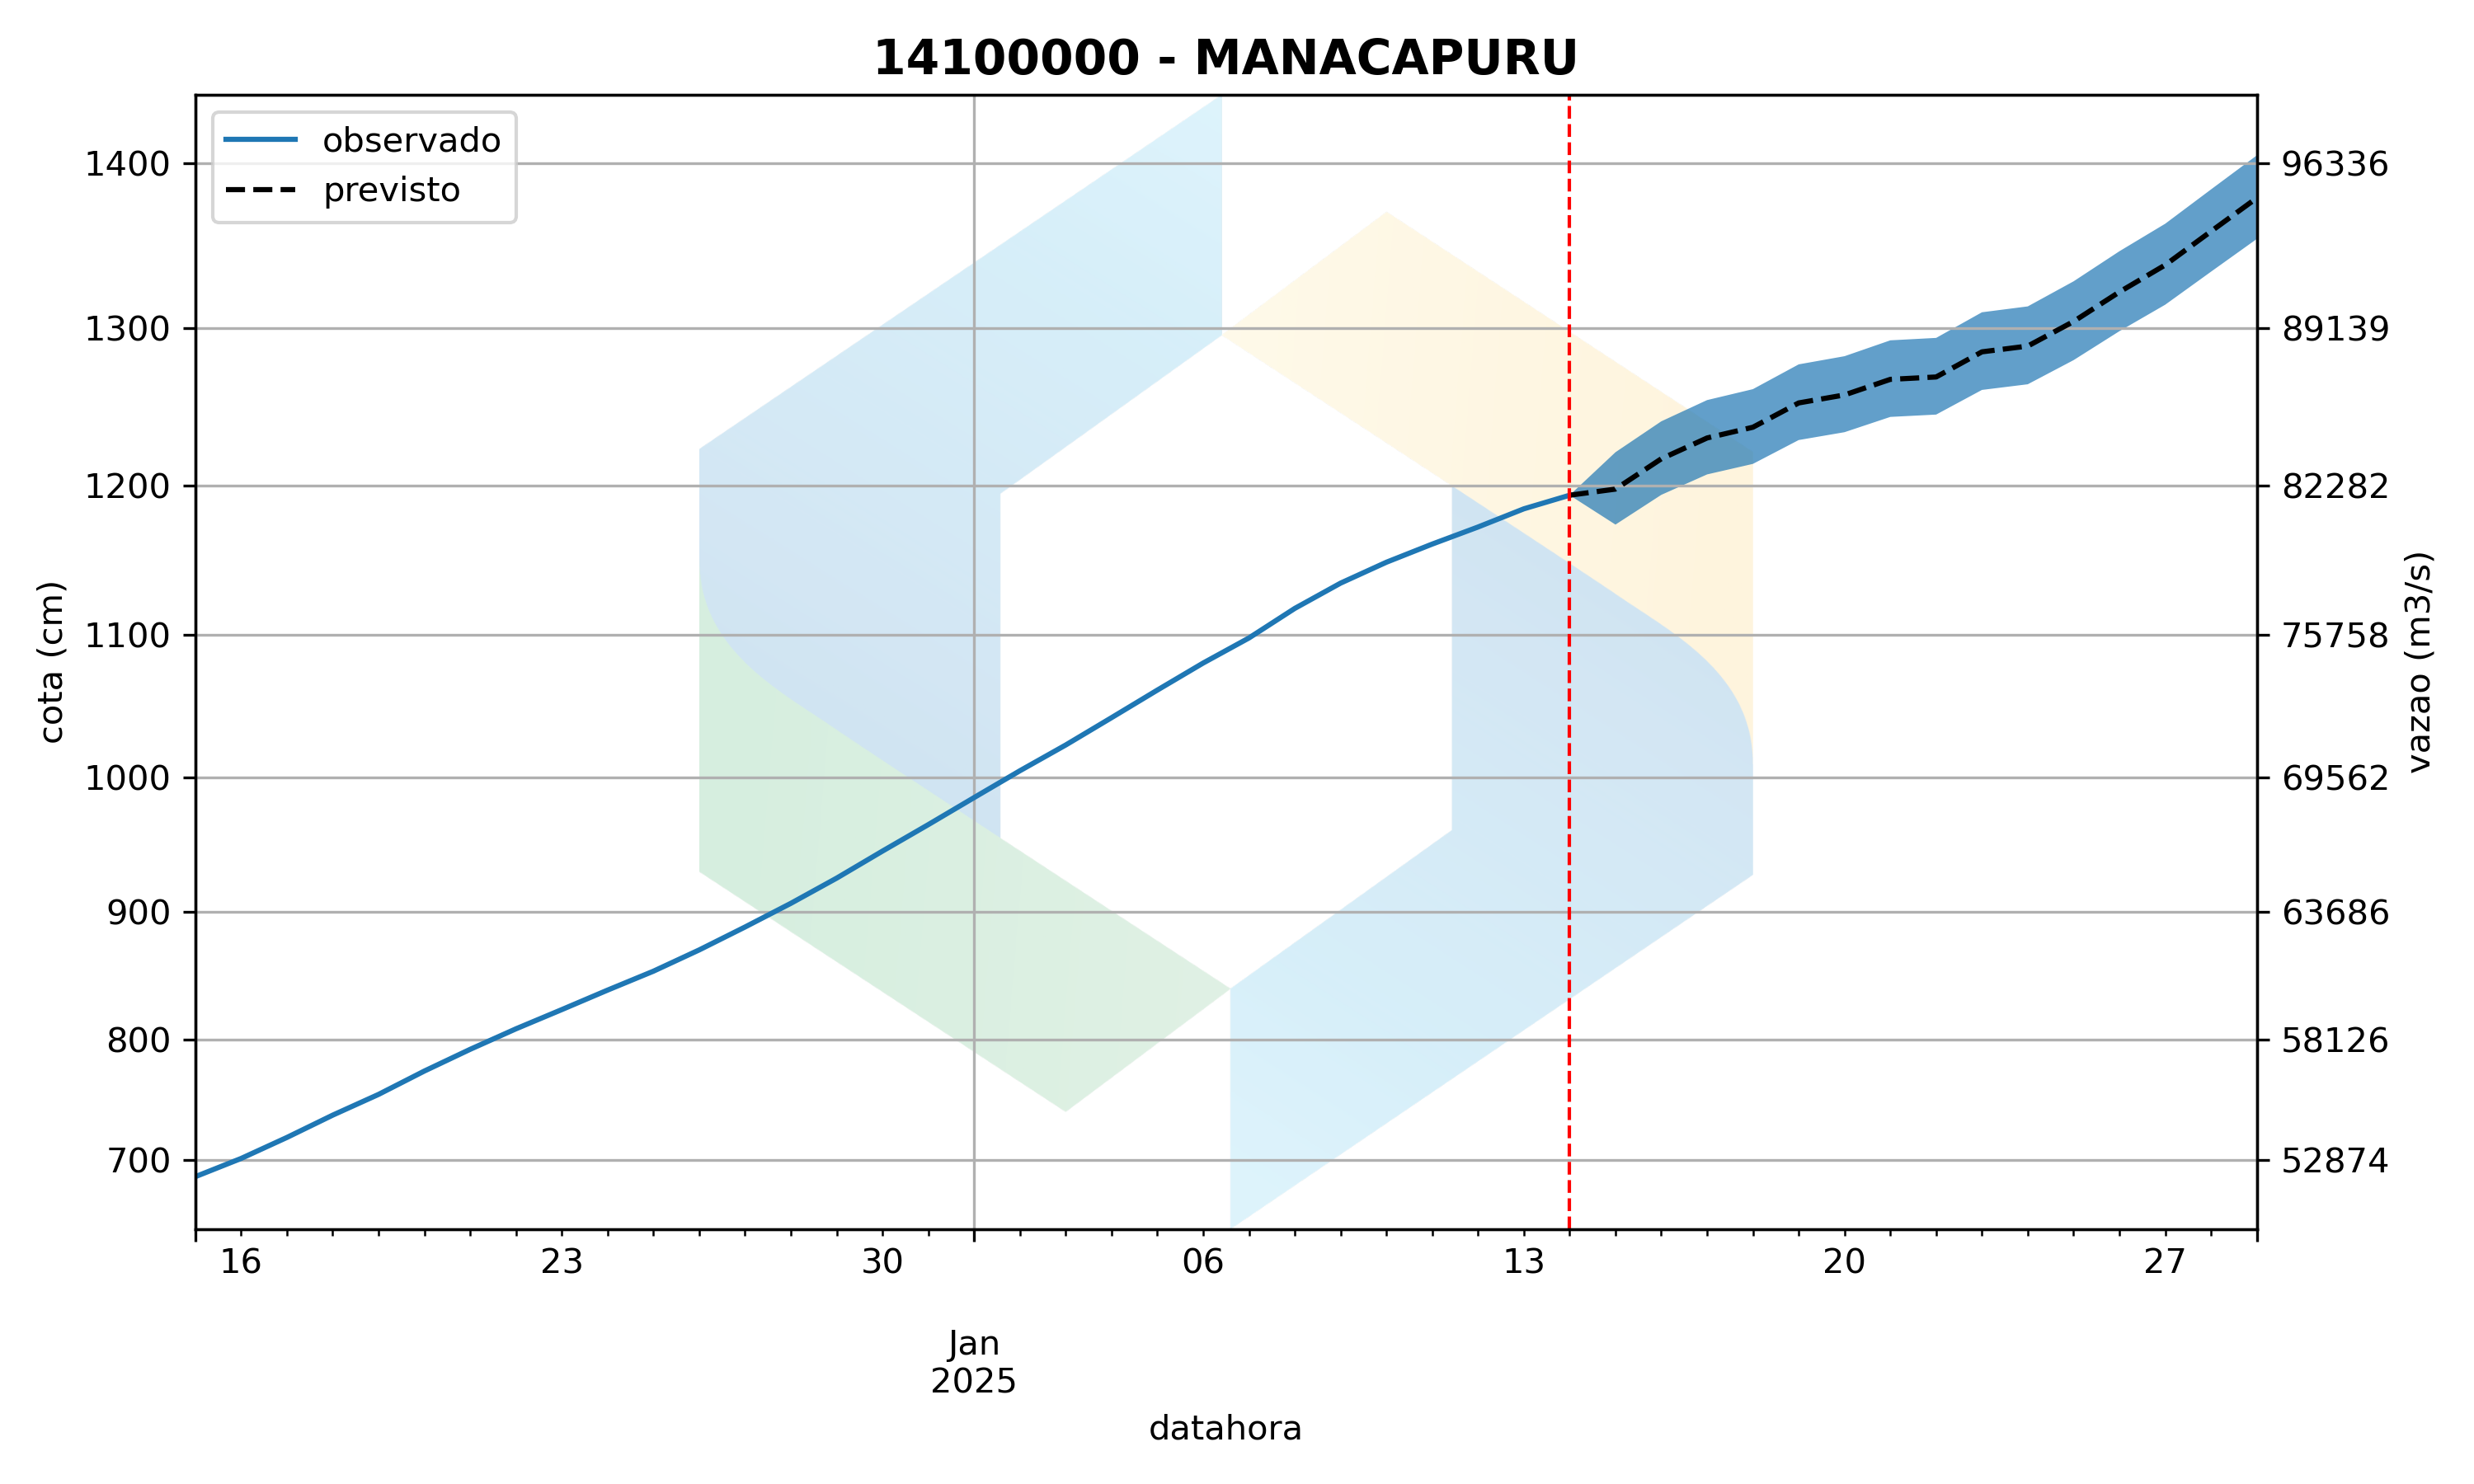 14100000 - MANACAPURU
observado
previsto
1400
1300
1200
1100
1000
900
800
700
cota (cm)
96336
89139
82282
75758
69562
63686
58126
52874
vazao (m3/s)
16 23 30 06 13 20 27
Jan
2025
datahora